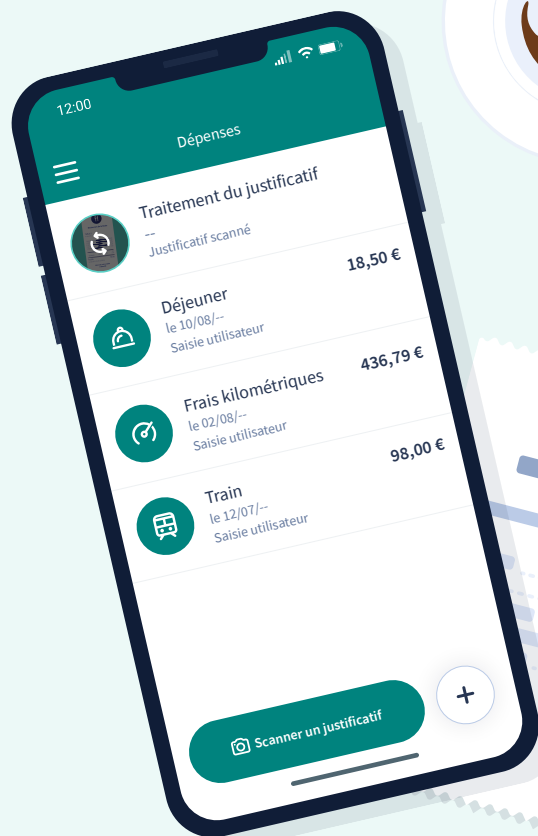 12:00
Dépenses
Traitement du justificatif
--
Justificatif scanné
Déjeuner
18,50 €
le 10/08/--
Saisie utilisateur
Frais kilométriques
436,79 €
le 02/08/--
Saisie utilisateur
Train
98,00 €
le 12/07/--
Saisie utilisateur
Scanner un justificatif